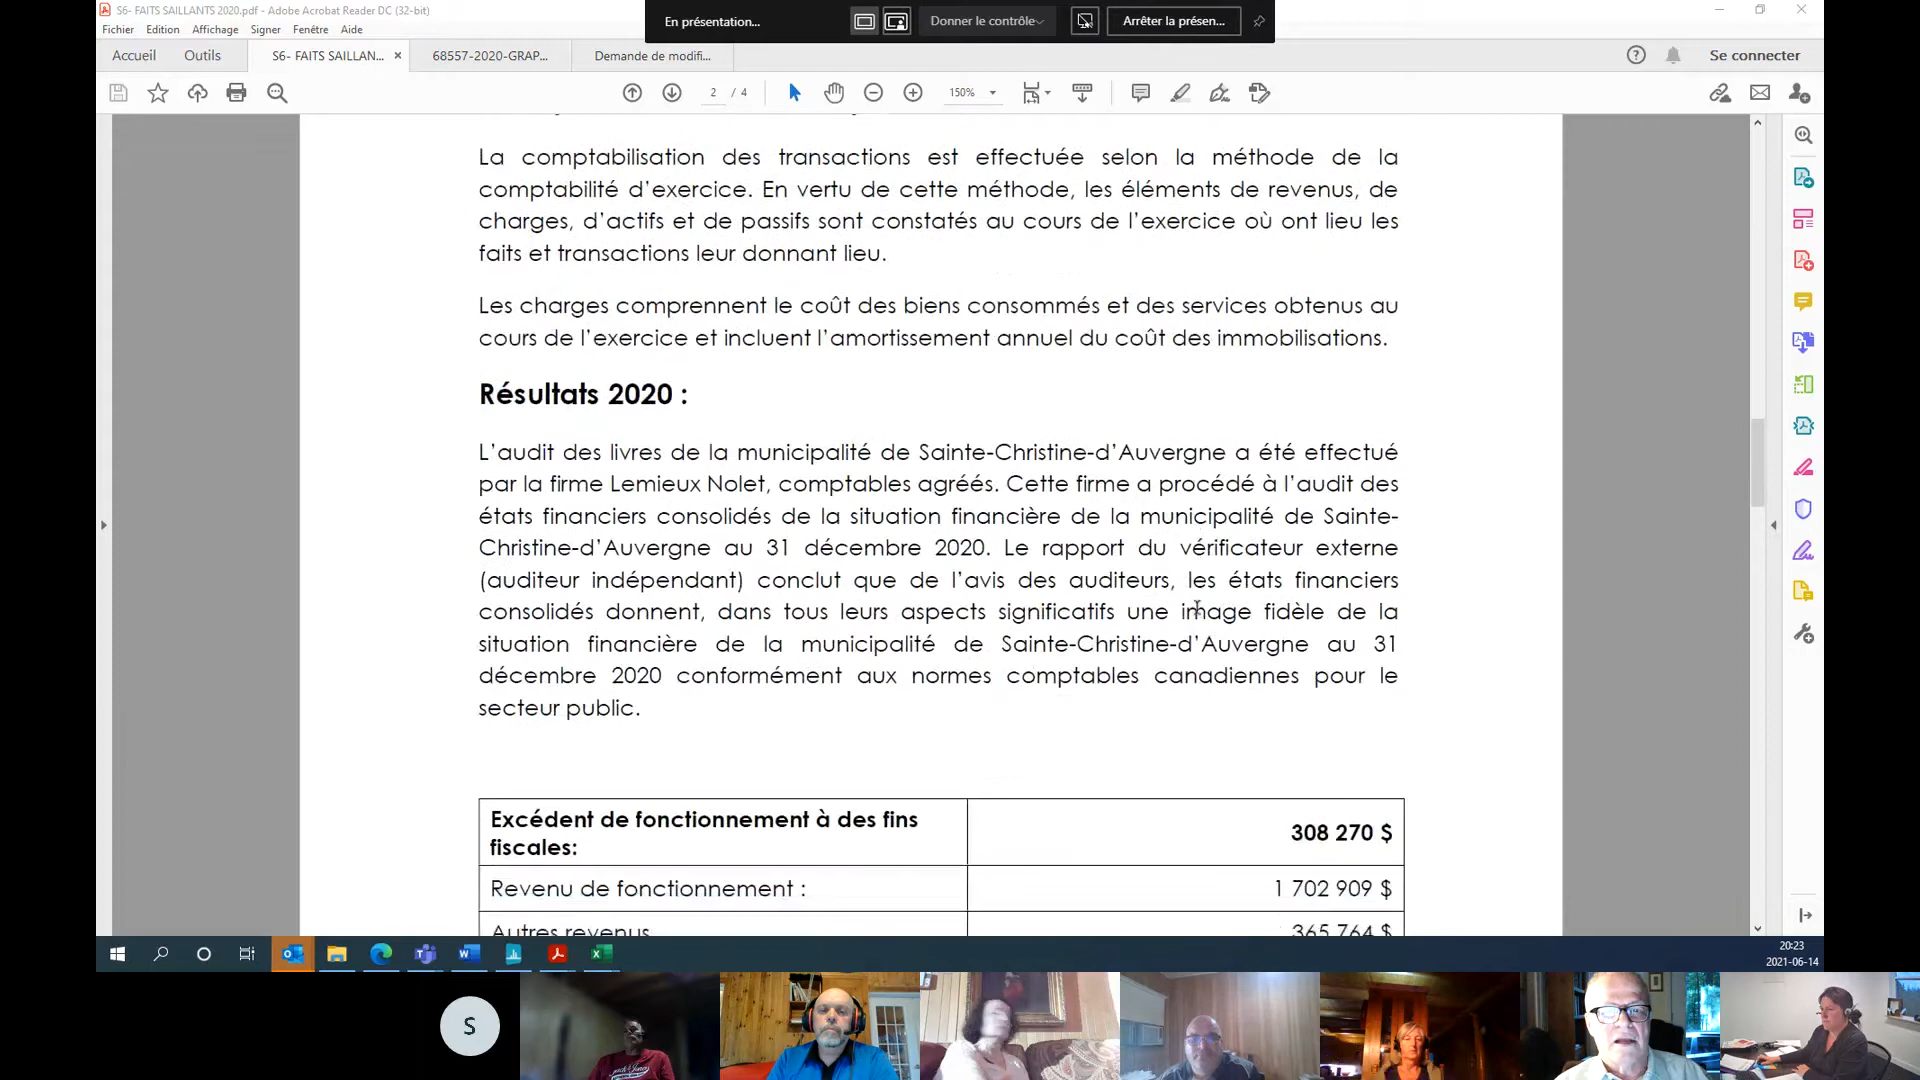 S6- FAITS SAILLANTS 2020.pdf - Adobe Acrobat Reader DC (32-bit)
En présentation...
Donner le contrôle
Arrêter la présen...
Fichier Edition Affichage Signer Fenêtre Aide
Accueil Outils S6- FAITS SAILLAN... × 68557-2020-GRAP... Demande de modifi... Se connecter
2 / 4 150%
La comptabilisation des transactions est effectuée selon la méthode de la
comptabilité d’exercice. En vertu de cette méthode, les éléments de revenus, de
charges, d’actifs et de passifs sont constatés au cours de l’exercice où ont lieu les
faits et transactions leur donnant lieu.
Les charges comprennent le coût des biens consommés et des services obtenus au
cours de l’exercice et incluent l’amortissement annuel du coût des immobilisations.
Résultats 2020 :
L’audit des livres de la municipalité de Sainte-Christine-d’Auvergne a été effectué
par la firme Lemieux Nolet, comptables agréés. Cette firme a procédé à l’audit des
états financiers consolidés de la situation financière de la municipalité de Sainte-
Christine-d’Auvergne au 31 décembre 2020. Le rapport du vérificateur externe
(auditeur indépendant) conclut que de l’avis des auditeurs, les états financiers
consolidés donnent, dans tous leurs aspects significatifs une image fidèle de la
situation financière de la municipalité de Sainte-Christine-d’Auvergne au 31
décembre 2020 conformément aux normes comptables canadiennes pour le
secteur public.
Excédent de fonctionnement à des fins
fiscales:
308 270 $
Revenu de fonctionnement : 1 702 909 $
Autres revenus 365 764 $
20:23
2021-06-14
S